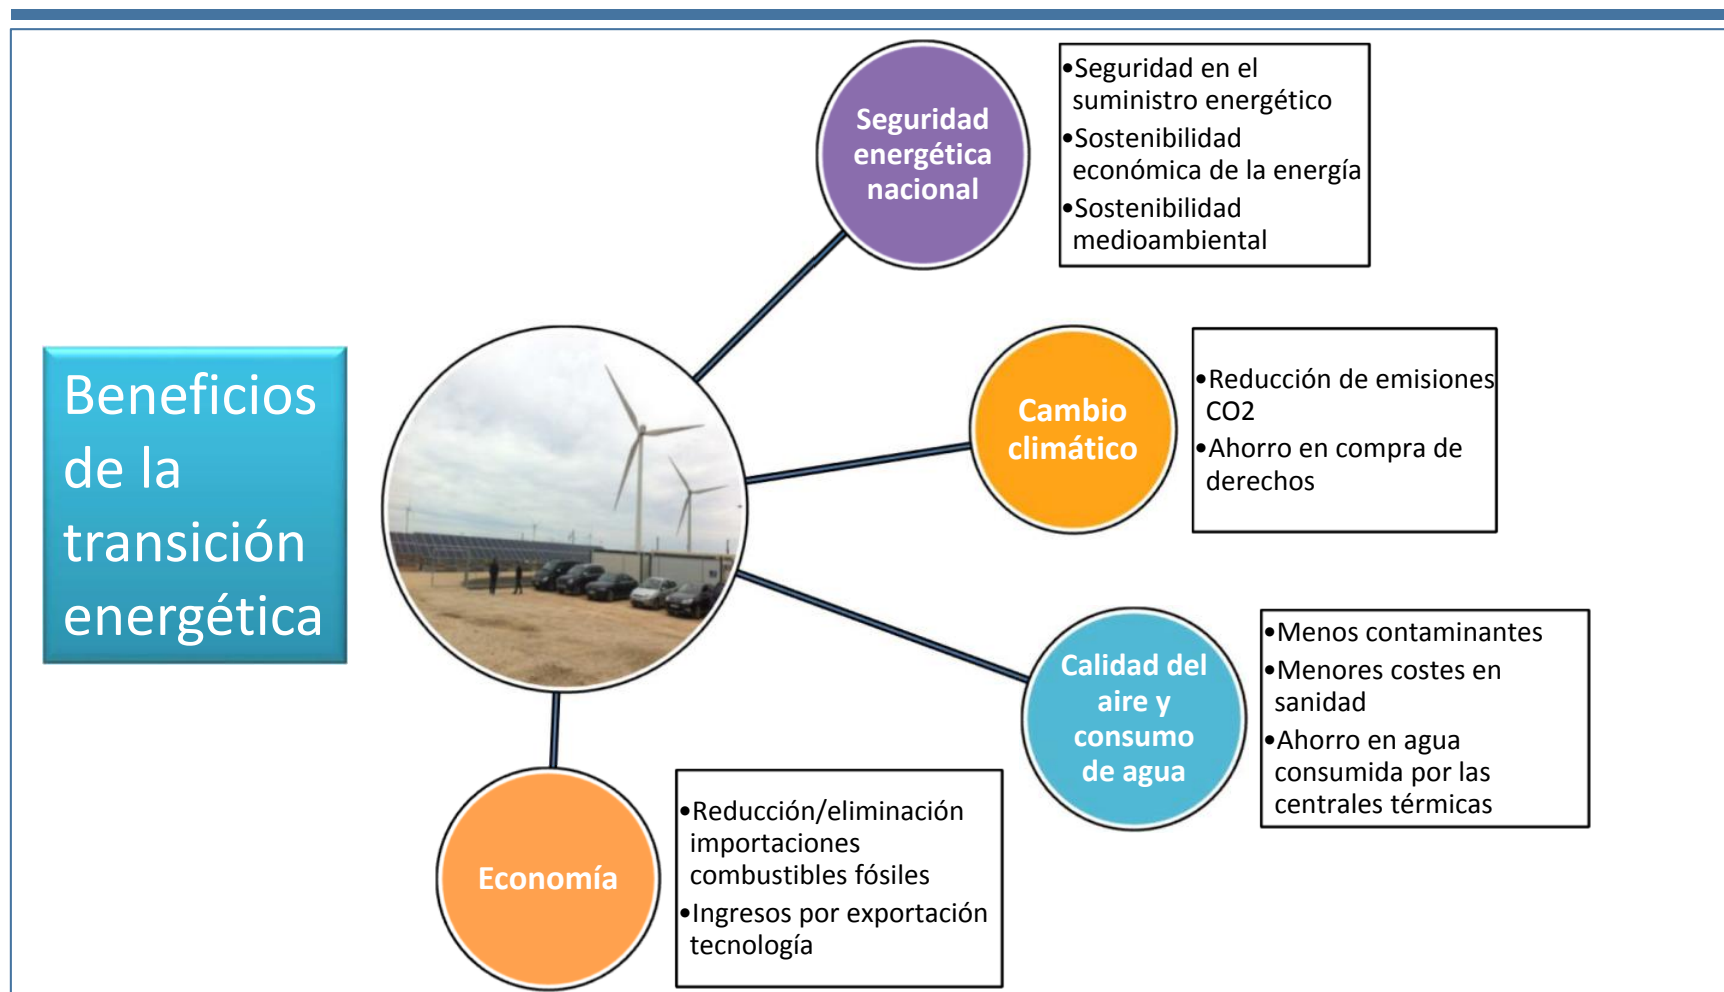 Beneficios
de la
transición
energética
Seguridad
energética
nacional
•Seguridad en el
suministro energético
•Sostenibilidad
económica de la energía
•Sostenibilidad
medioambiental
Cambio
climático
•Reducción de emisiones
CO2
•Ahorro en compra de
derechos
Calidad del
aire y
consumo
de agua
•Menos contaminantes
•Menores costes en
sanidad
•Ahorro en agua
consumida por las
centrales térmicas
Economía
•Reducción/eliminación
importaciones
combustibles fósiles
•Ingresos por exportación
tecnología